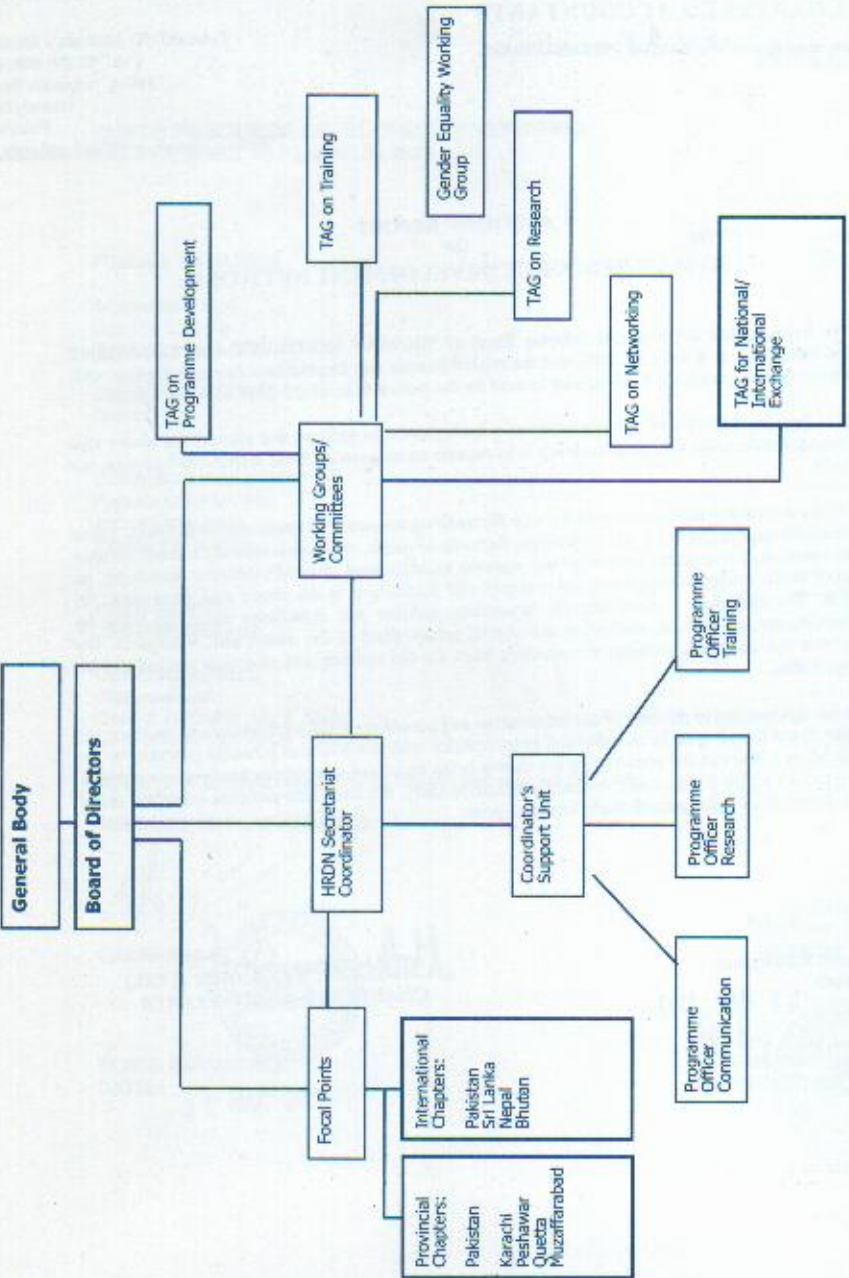 General Body
Board of Directors
TAG on
Programme Development
Focal Points
HRDN Secretariat
Coordinator
Working Groups/
Committees
TAG on Training
Gender Equality Working
Group
TAG on Research
TAG on Networking
TAG for National/
International
Exchange
Provincial
Chapters:
Pakistan
Karachi
Peshawar
Quetta
Muzaffarabad
International
Chapters:
Pakistan
Sri Lanka
Nepal
Bhutan
Coordinator's
Support Unit
Programme
Officer
Communication
Programme
Officer
Research
Programme
Officer
Training